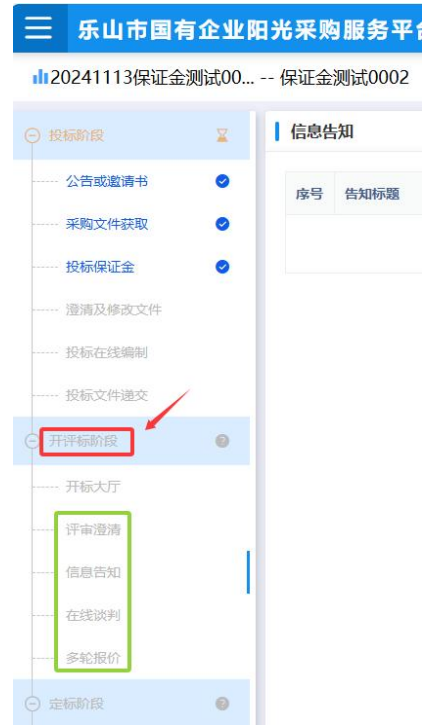 乐山市国有企业阳光采购服务平
20241113保证金测试00... -- 保证金测试0002
投标阶段
公告或邀请书
采购文件获取
投标保证金
澄清及修改文件
投标在线编制
投标文件递交
开评标阶段
开标大厅
评审澄清
信息告知
在线谈判
多轮报价
定标阶段
信息告知
序号 告知标题